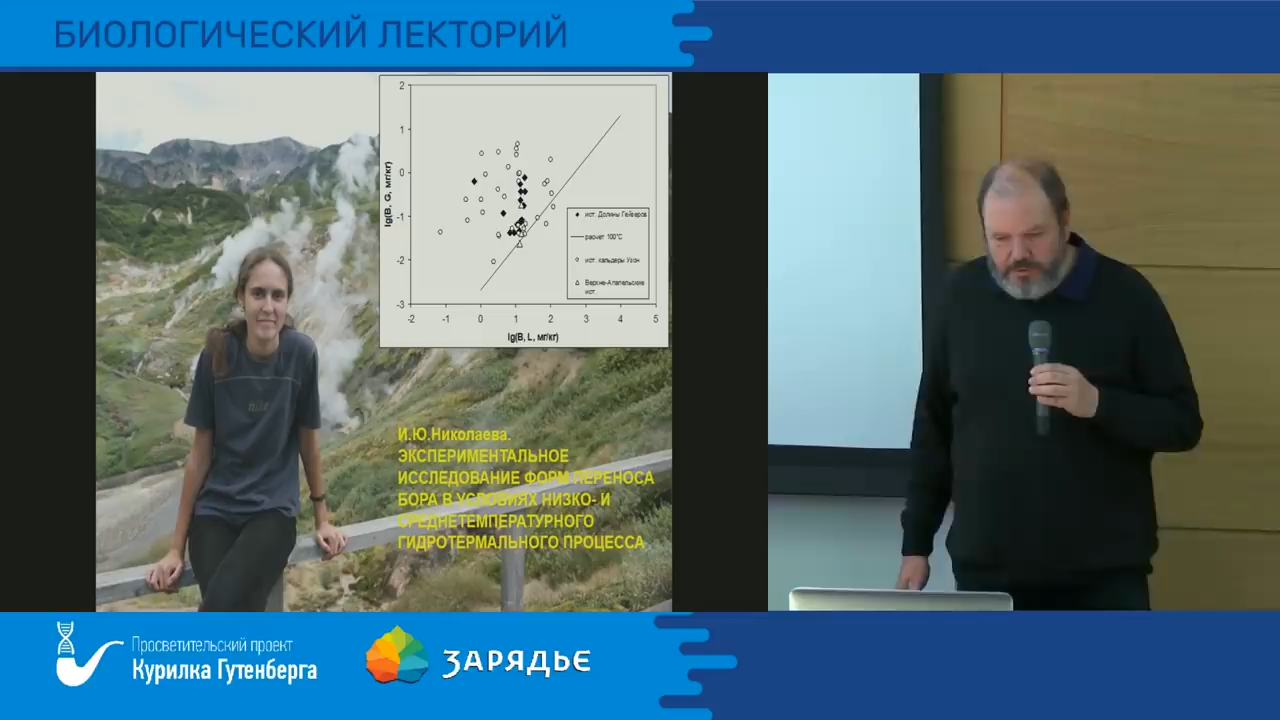 БИОЛОГИЧЕСКИЙ ЛЕКТОРИЙ
2
1
0
-1
-2
-3
lg(B, G, мг/кг)
-2 -1 0 1 2 3 4 5
lg(B, L, мг/кг)
ист. Долины Гейзеров
расчет 100°С
ист. кальдеры Узон
Верхне-Апапельские
ист.
И.Ю.Николаева.
ЭКСПЕРИМЕНТАЛЬНОЕ
ИССЛЕДОВАНИЕ ФОРМ ПЕРЕНОСА
БОРА В УСЛОВИЯХ НИЗКО- И
СРЕДНЕТЕМПЕРАТУРНОГО
ГИДРОТЕРМАЛЬНОГО ПРОЦЕССА
Просветительский проект
Курилка Гутенберга
ЗАРЯДЬЄ